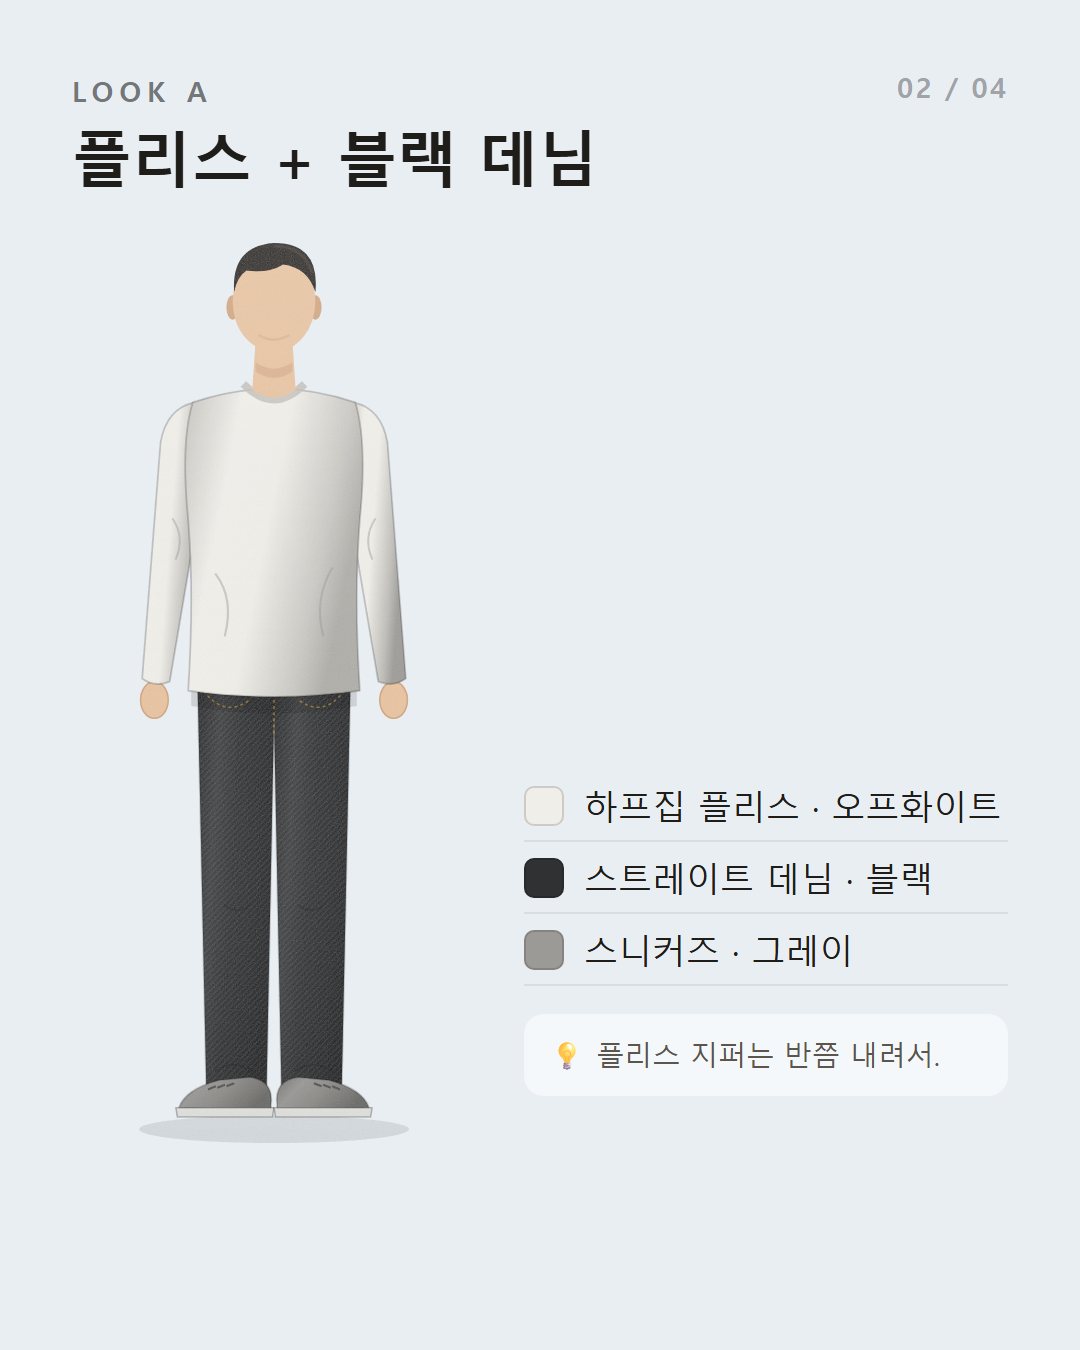 LOOK A
02 / 04
플리스 + 블랙 데님
하프집 플리스 · 오프화이트
스트레이트 데님 · 블랙
스니커즈 · 그레이
💡 플리스 지퍼는 반쯤 내려서.